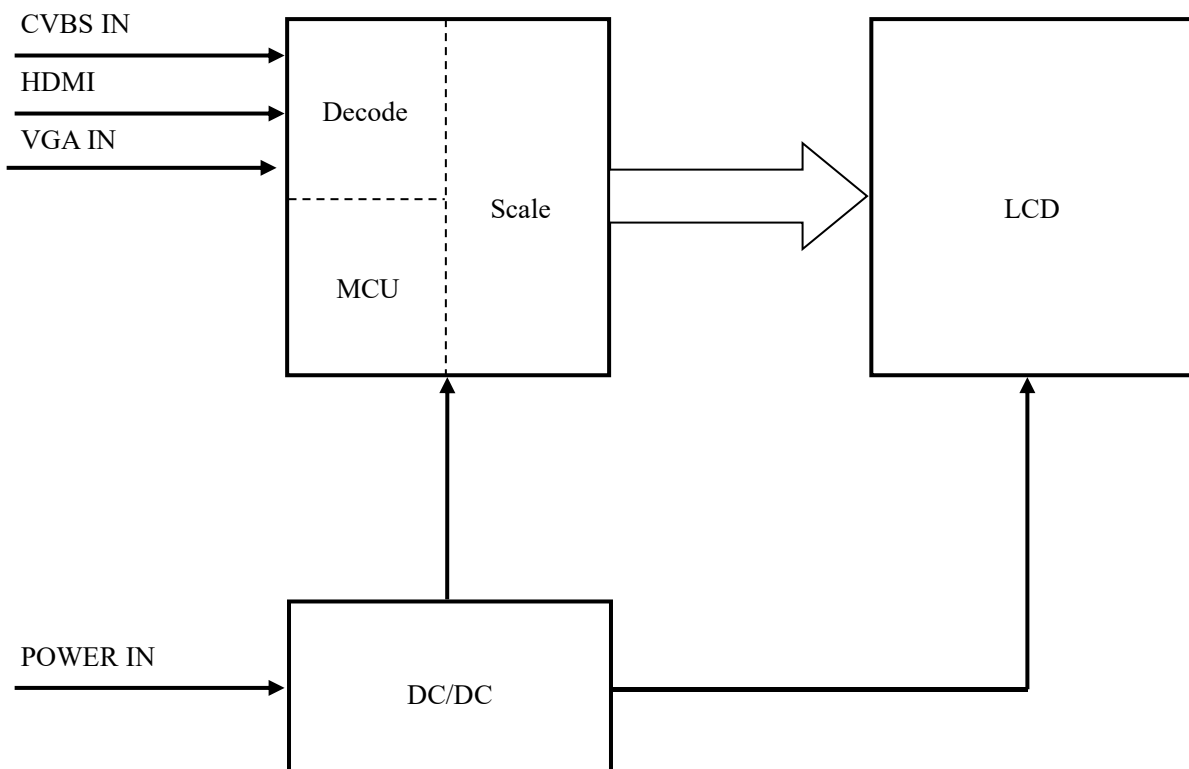 CVBS IN
HDMI
VGA IN
Decode
Scale
MCU
LCD
POWER IN
DC/DC